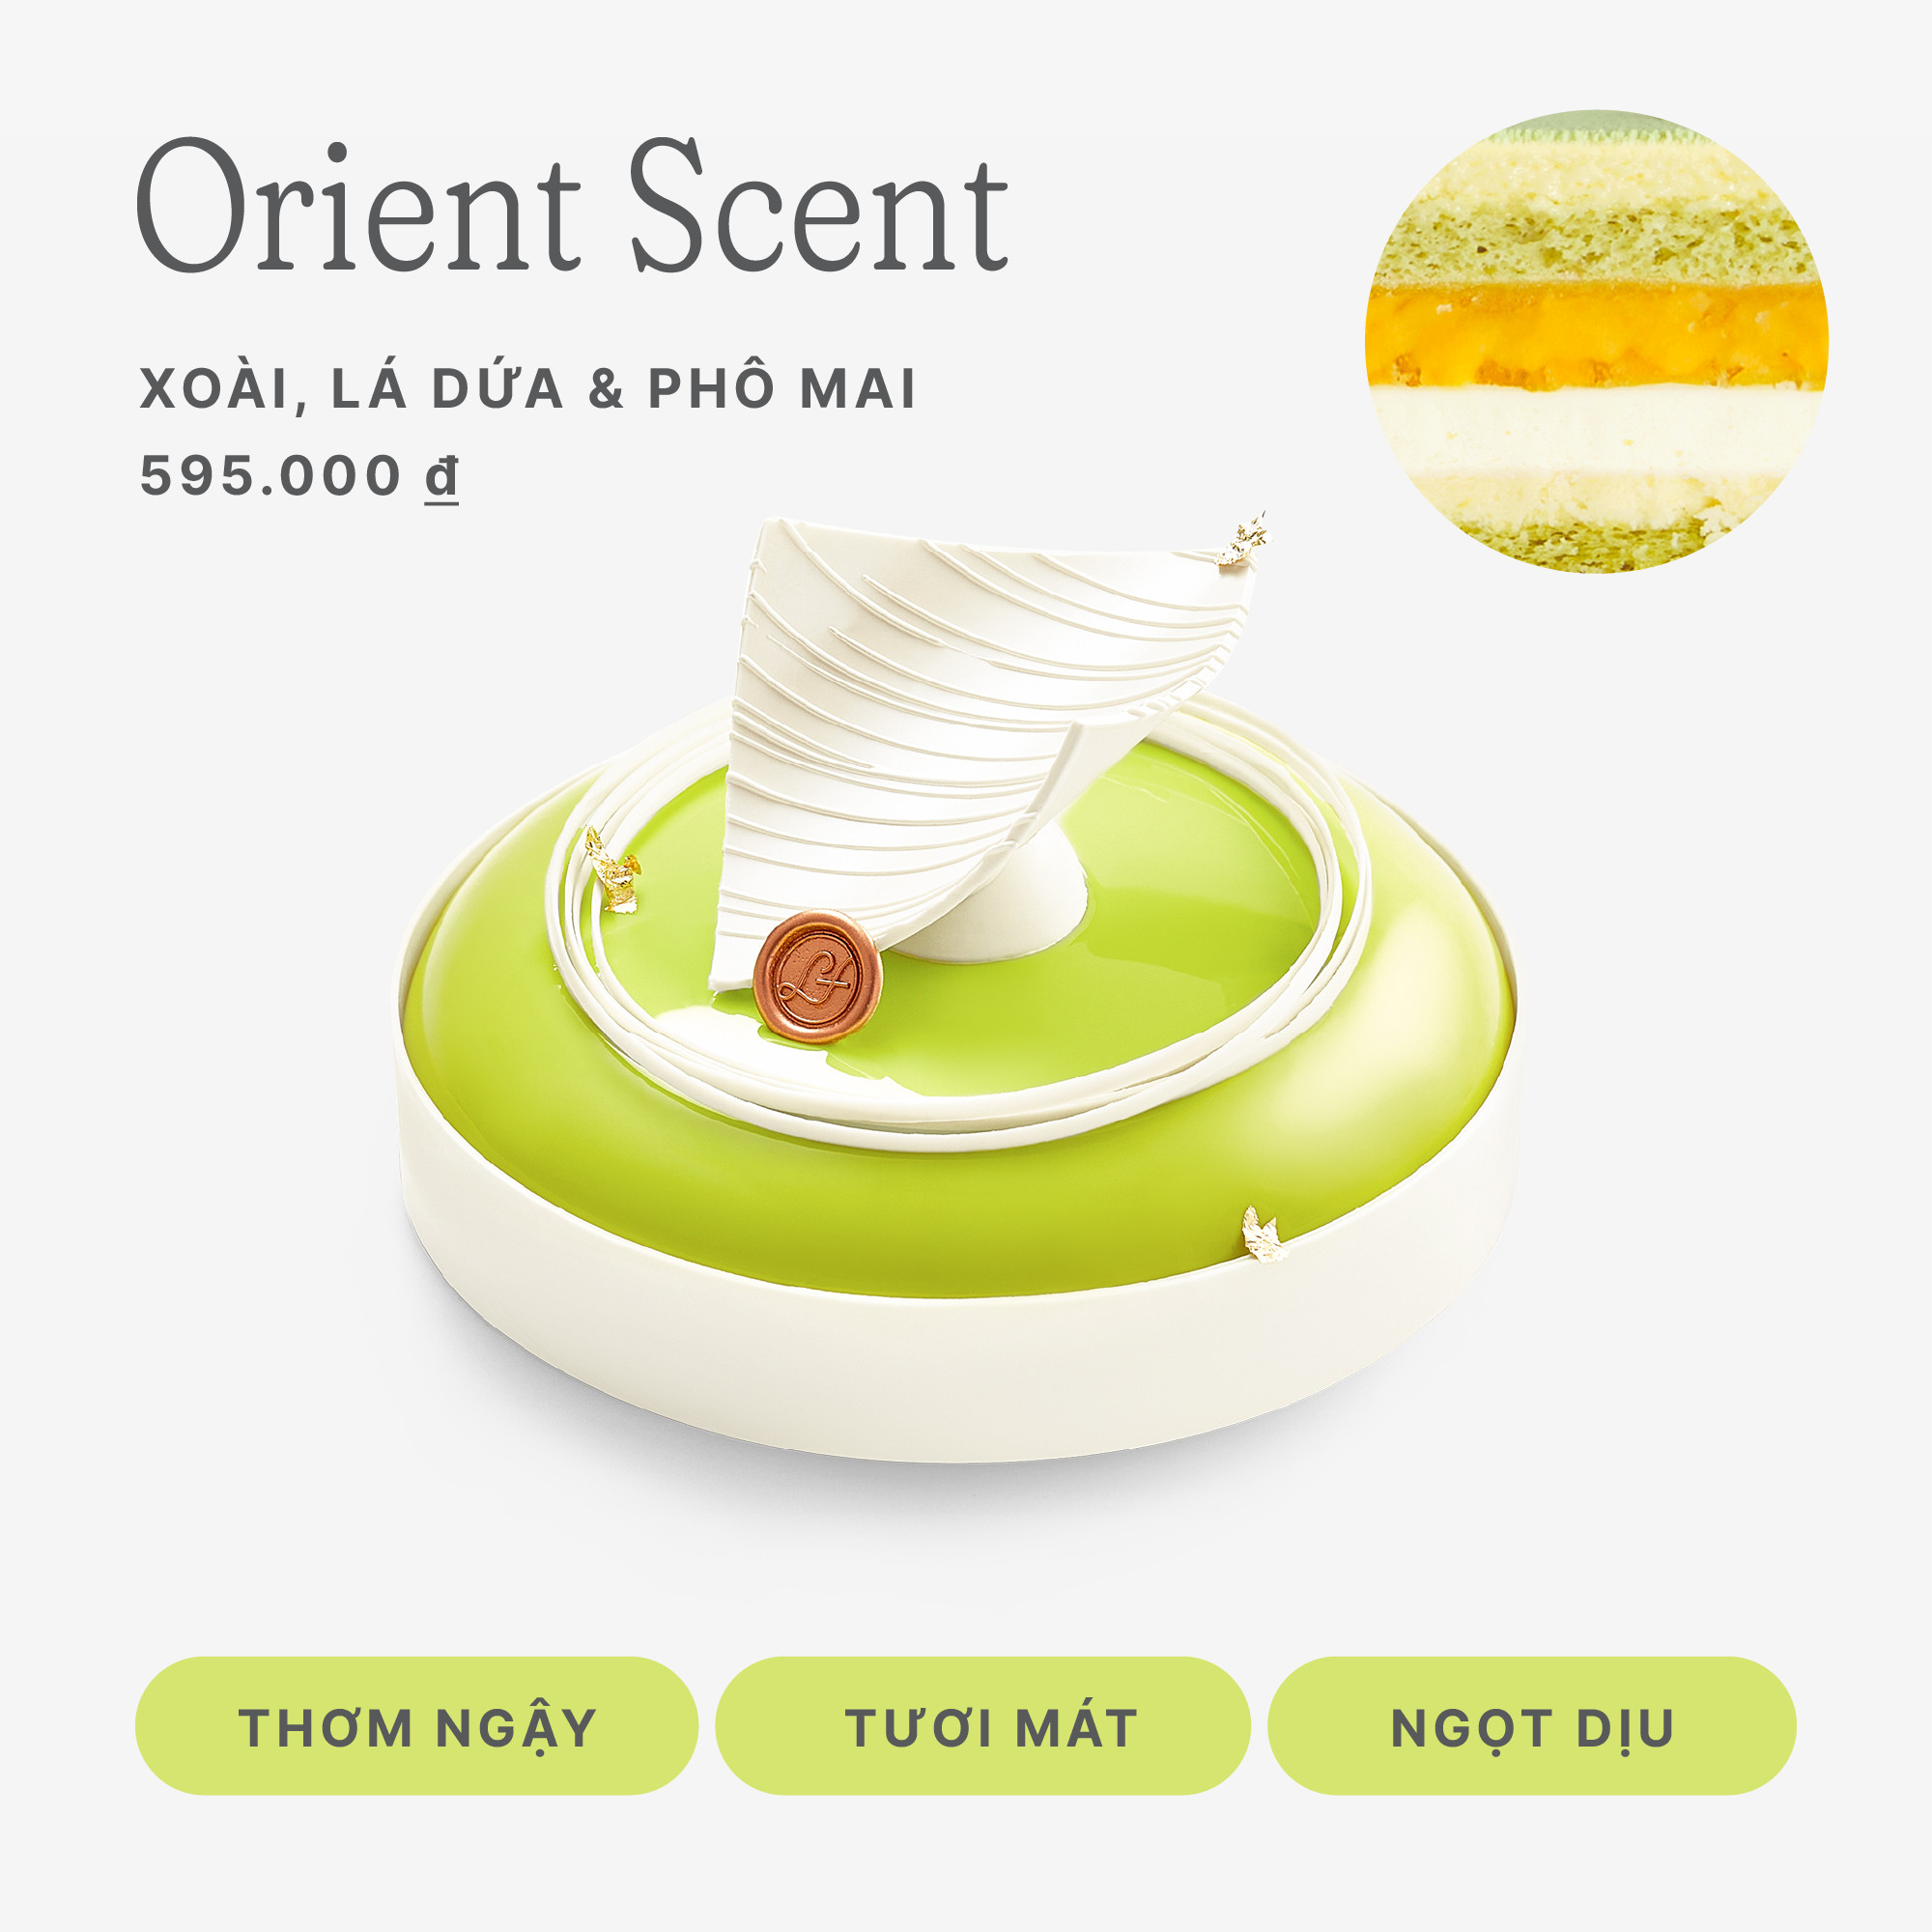 Orient Scent
XOÀI, LÁ DỨA & PHÔ MAI
595.000 đ
THƠM NGẬY
TƯƠI MÁT
NGỌT DỊU